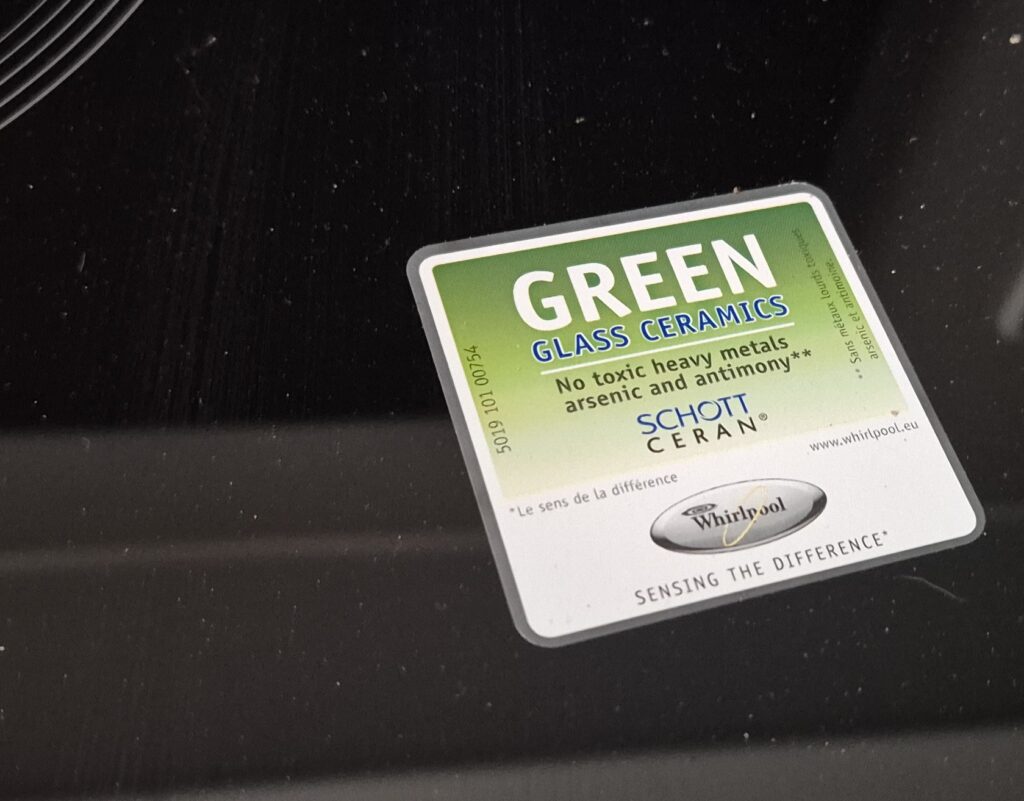 GREEN
GLASS CERAMICS
No toxic heavy metals
arsenic and antimony**
SCHOTT
CERAN®
** Sans métaux lourds toxiques
arsenic et antimoine
5019 101 00754
www.whirlpool.eu
*Le sens de la différence
Whirlpool
SENSING THE DIFFERENCE*